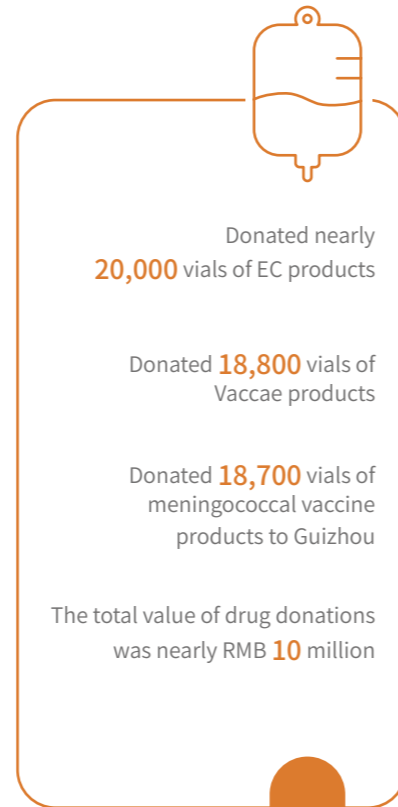 Donated nearly
20,000 vials of EC products
Donated 18,800 vials of
Vaccae products
Donated 18,700 vials of
meningococcal vaccine
products to Guizhou
The total value of drug donations
was nearly RMB 10 million